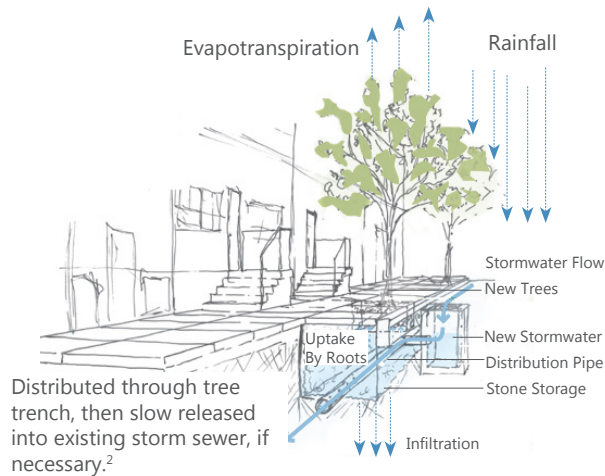 Evapotranspiration
Rainfall
Stormwater Flow
New Trees
Uptake
By Roots
New Stormwater
Distribution Pipe
Stone Storage
Distributed through tree
trench, then slow released
into existing storm sewer, if
necessary.²
Infiltration